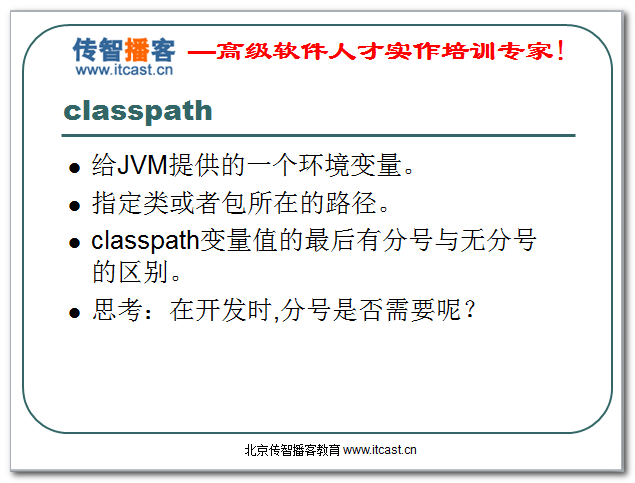 传智播客 —高级软件人才实作培训专家!
www.itcast.cn
classpath
给JVM提供的一个环境变量。
指定类或者包所在的路径。
classpath变量值的最后有分号与无分号
的区别。
思考：在开发时,分号是否需要呢？
北京传智播客教育 www.itcast.cn